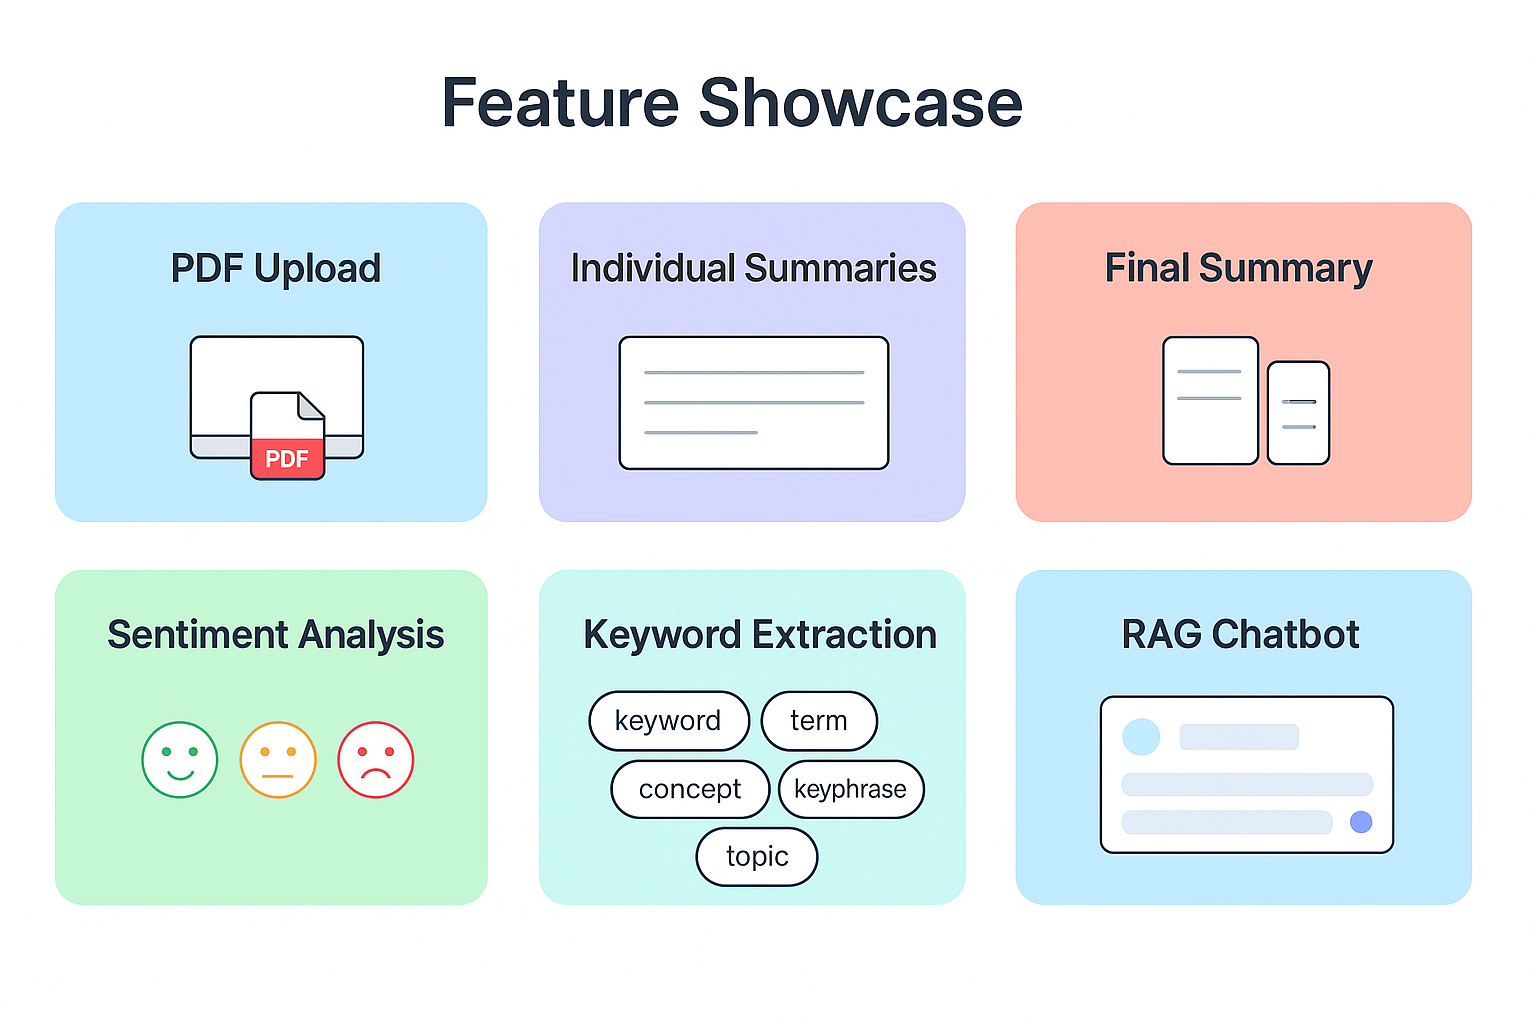 Feature Showcase
PDF Upload
PDF
Individual Summaries
Final Summary
Sentiment Analysis
Keyword Extraction
keyword
term
concept
keyphrase
topic
RAG Chatbot